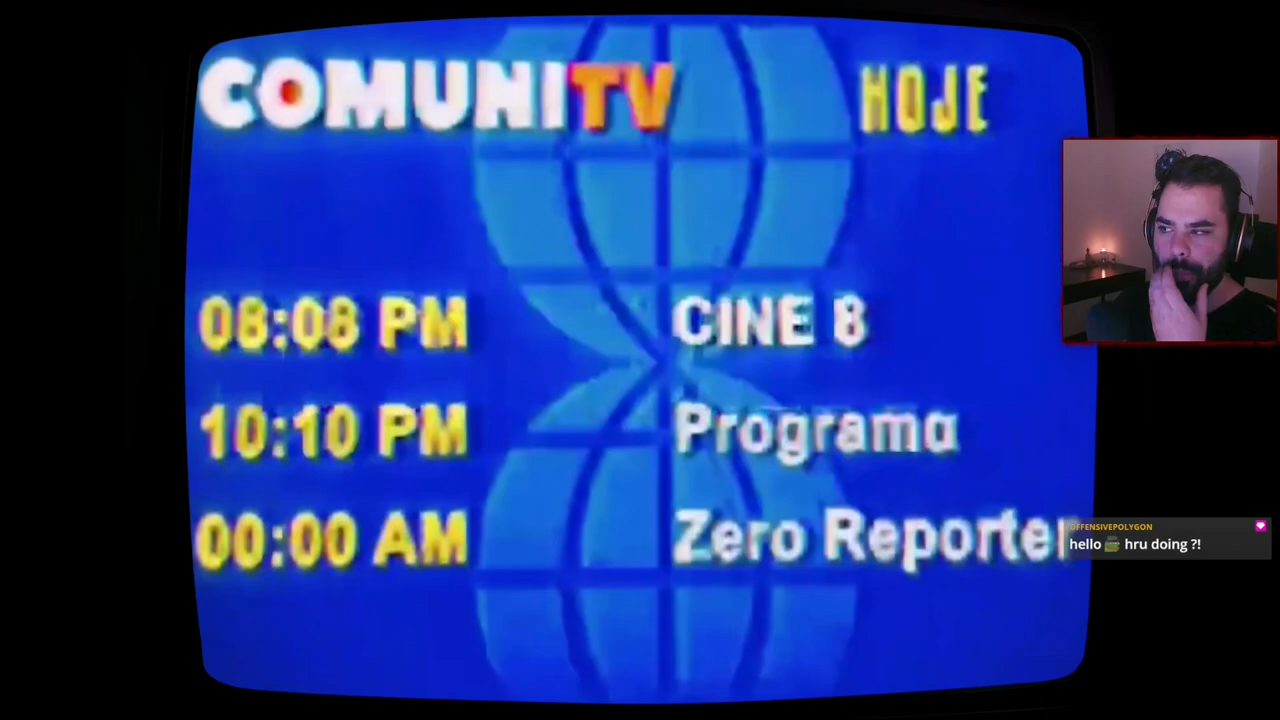 COMUNITV
HOJE
08:08 PM CINE 8
10:10 PM Programa
00:00 AM Zero Reporter
OFFENSIVEPOLYGON
hello hru doing ?!